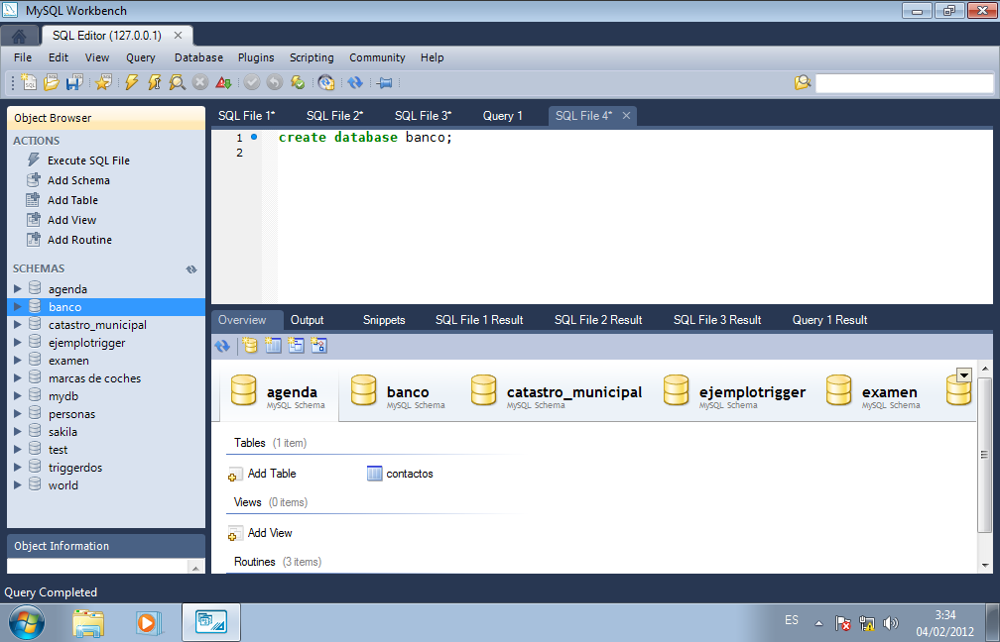 MySQL Workbench
SQL Editor (127.0.0.1)
File Edit View Query Database Plugins Scripting Community Help
Object Browser
ACTIONS
Execute SQL File
Add Schema
Add Table
Add View
Add Routine
SCHEMAS
agenda
banco
catastro_municipal
ejemplotrigger
examen
marcas de coches
mydb
personas
sakila
test
triggerdos
world
Object Information
SQL File 1* SQL File 2* SQL File 3* Query 1 SQL File 4*
1 create database banco;
2
Overview Output Snippets SQL File 1 Result SQL File 2 Result SQL File 3 Result Query 1 Result
agenda banco catastro_municipal ejemplotrigger examen
MySQL Schema MySQL Schema MySQL Schema MySQL Schema MySQL Schema
Tables (1 item)
Add Table contactos
Views (0 items)
Add View
Routines (3 items)
Query Completed
ES
3:34
04/02/2012